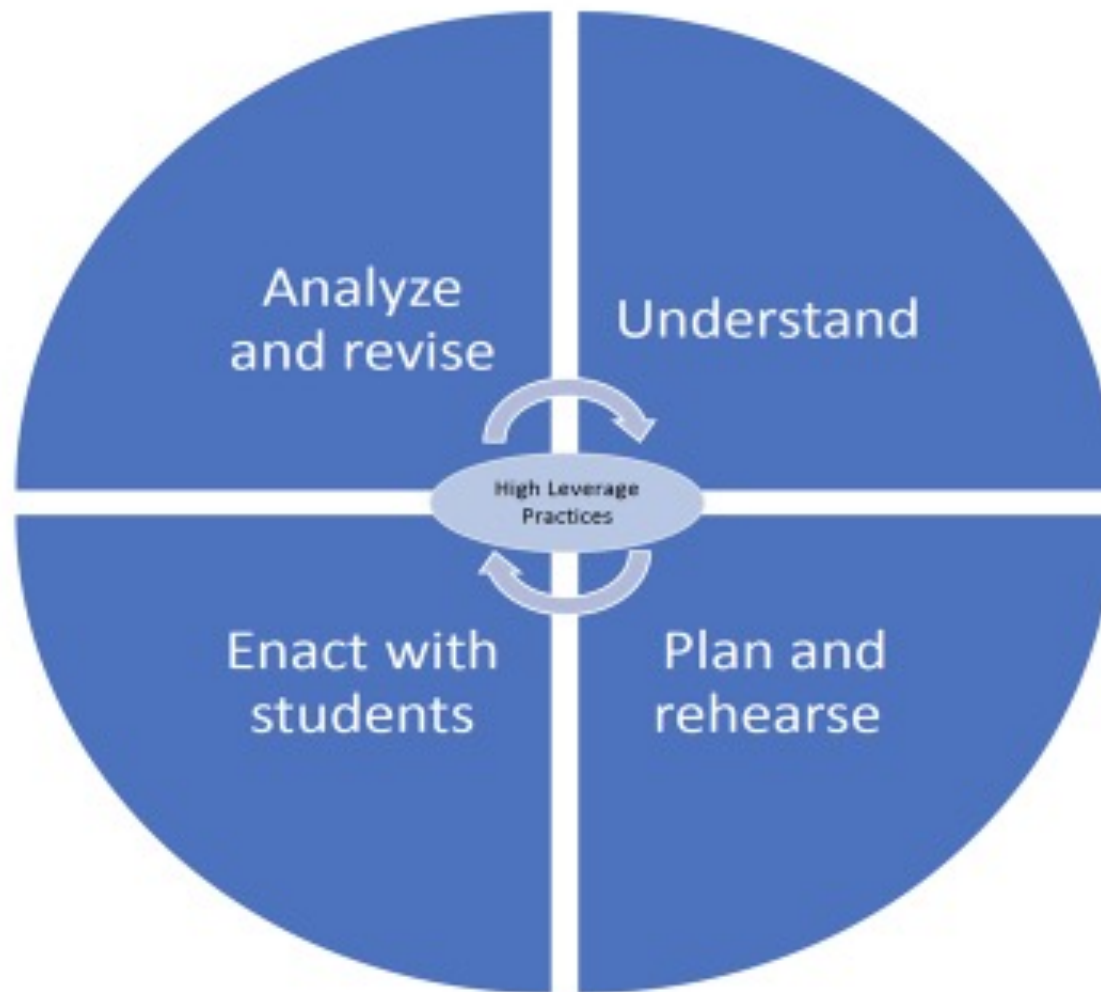 Analyze
and revise
Understand
High Leverage
Practices
Enact with
students
Plan and
rehearse